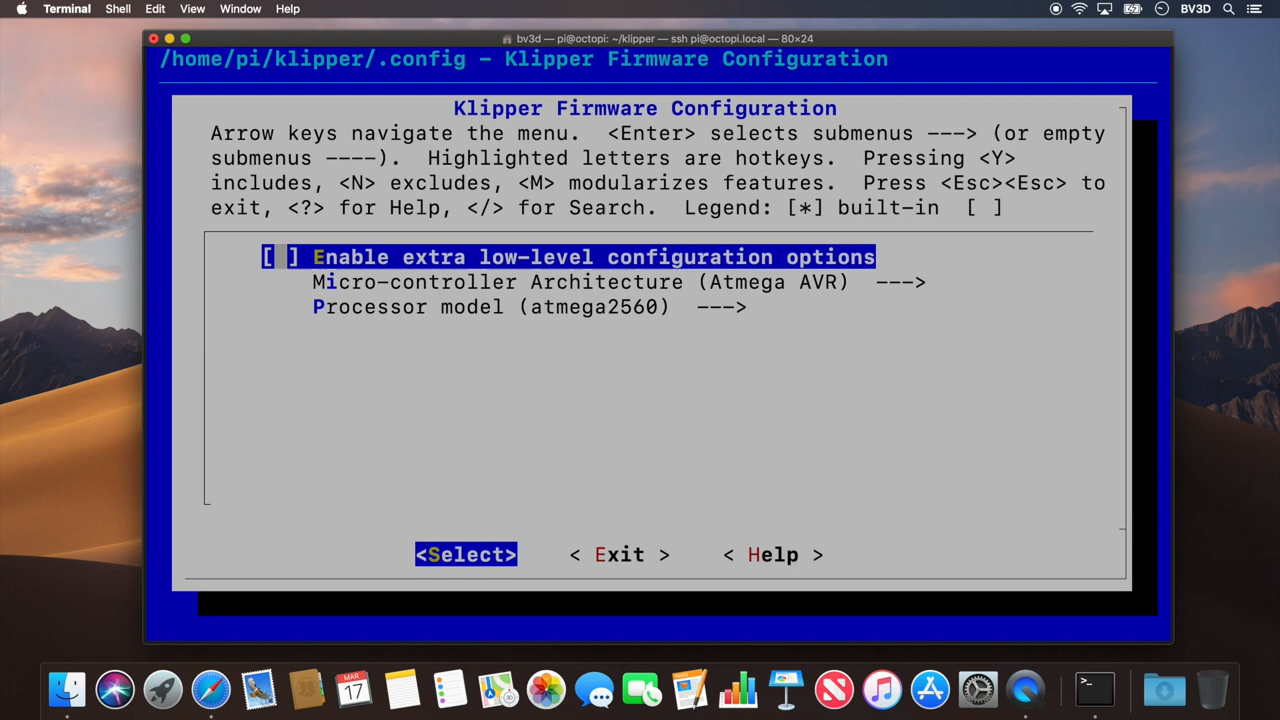 Terminal Shell Edit View Window Help BV3D
bv3d — pi@octopi: ~/klipper — ssh pi@octopi.local — 80×24
/home/pi/klipper/.config - Klipper Firmware Configuration
Klipper Firmware Configuration
Arrow keys navigate the menu. <Enter> selects submenus ---> (or empty
submenus ----). Highlighted letters are hotkeys. Pressing <Y>
includes, <N> excludes, <M> modularizes features. Press <Esc><Esc> to
exit, <?> for Help, </> for Search. Legend: [*] built-in [ ]
[ ] Enable extra low-level configuration options
Micro-controller Architecture (Atmega AVR) --->
Processor model (atmega2560) --->
<Select> < Exit > < Help >
MAR
17
>_